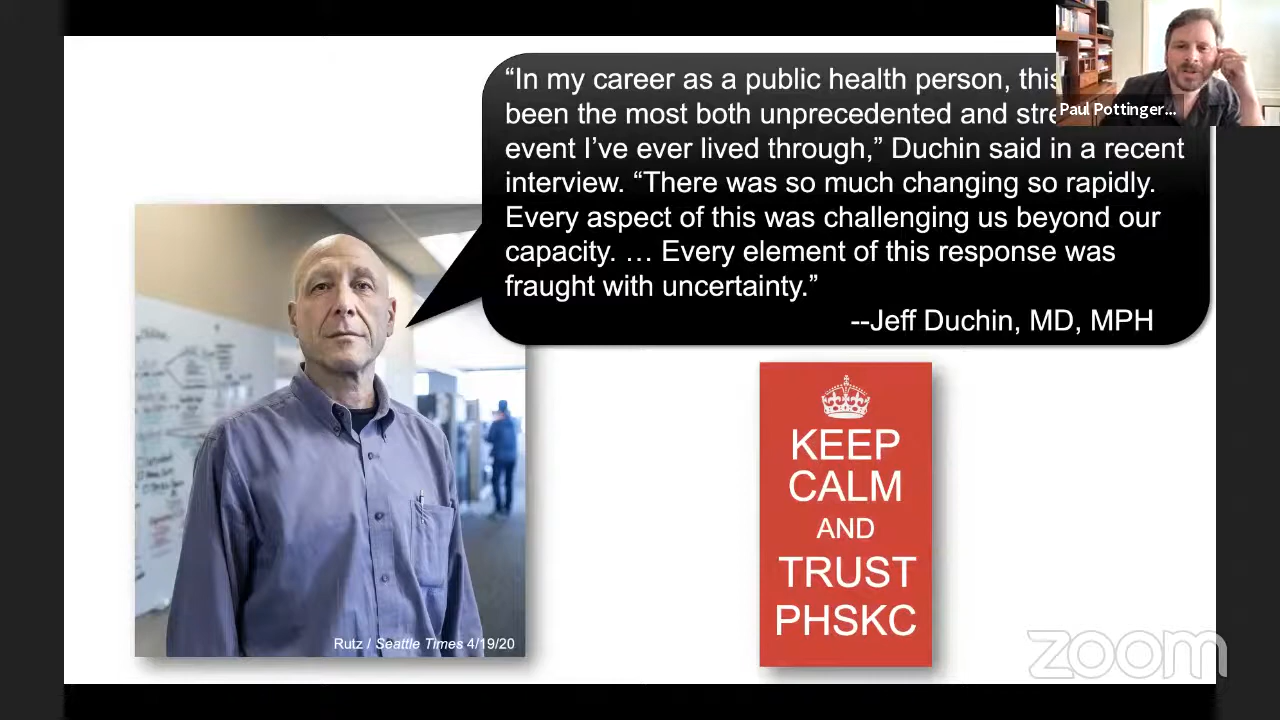 “In my career as a public health person, this
been the most both unprecedented and
event I’ve ever lived through,” Duchin said in a recent
interview. “There was so much changing so rapidly.
Every aspect of this was challenging us beyond our
capacity. … Every element of this response was
fraught with uncertainty.”
--Jeff Duchin, MD, MPH
Paul Pottinger...
KEEP
CALM
AND
TRUST
PHSKC
Rutz / Seattle Times 4/19/20
zoom